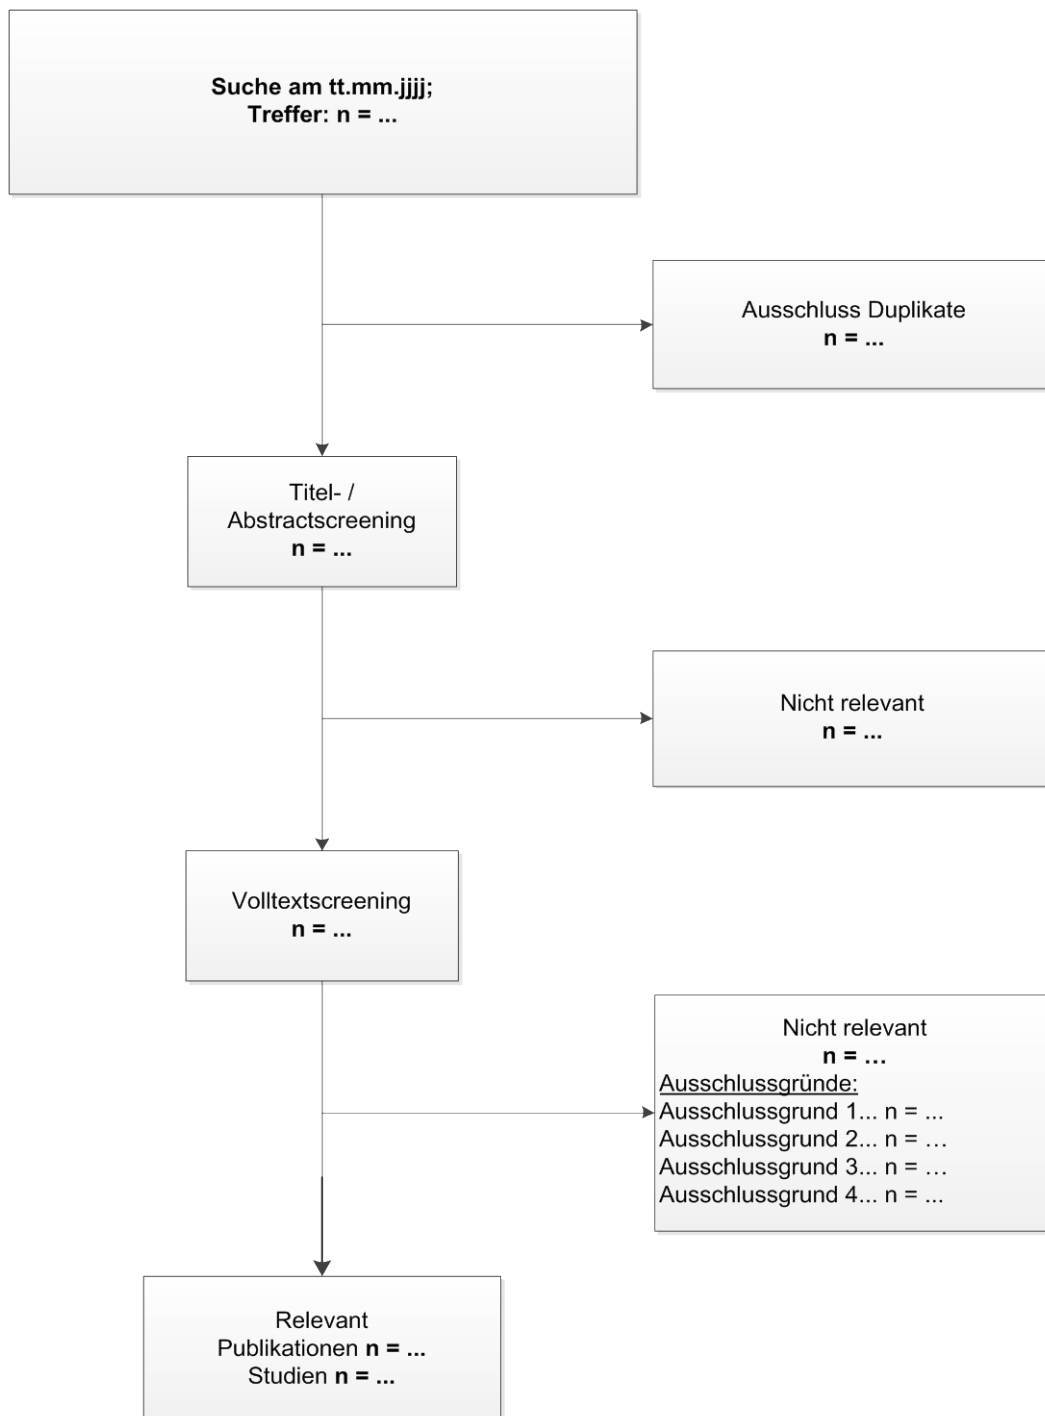 Suche am tt.mm.jjjj;
Treffer: n = ...
Ausschluss Duplikate
n = ...
Titel- /
Abstractscreening
n = ...
Nicht relevant
n = ...
Volltextscreening
n = ...
Nicht relevant
n = …
Ausschlussgründe:
Ausschlussgrund 1... n = ...
Ausschlussgrund 2... n = …
Ausschlussgrund 3... n = …
Ausschlussgrund 4... n = ...
Relevant
Publikationen n = ...
Studien n = ...